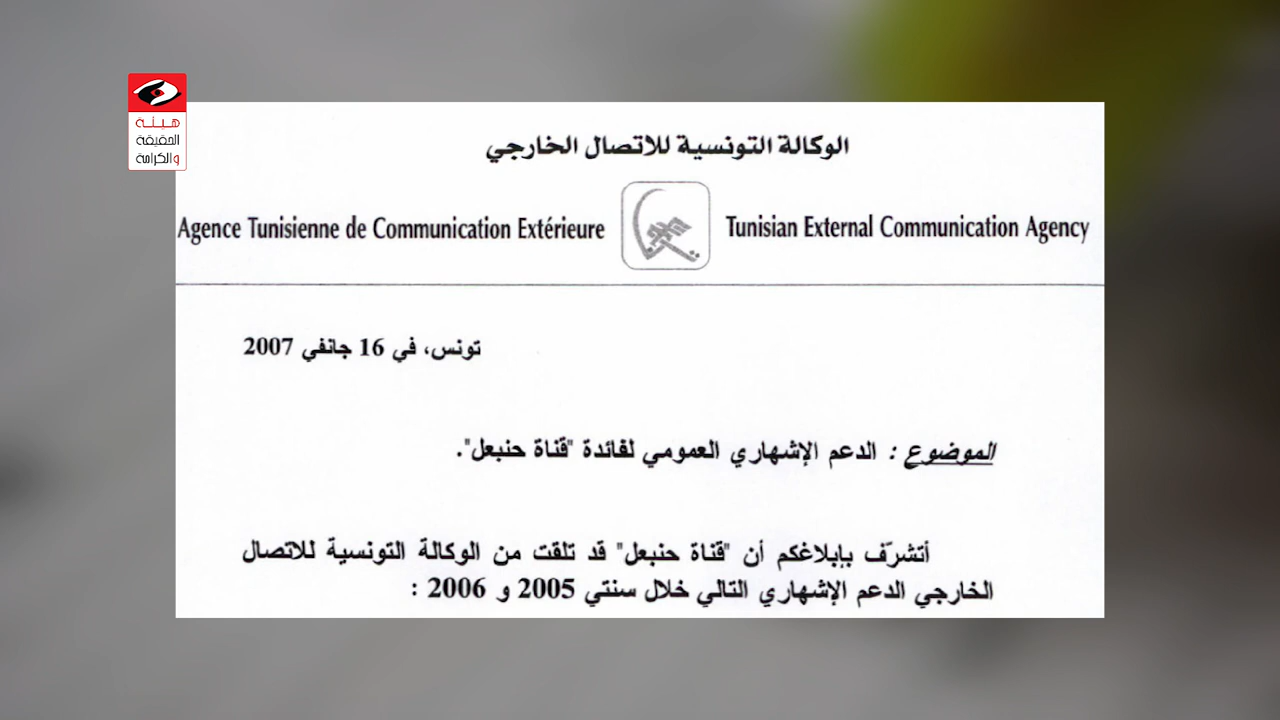 هيئة
الحقيقة
والكرامة
الوكالة التونسية للاتصال الخارجي
Agence Tunisienne de Communication Extérieure
Tunisian External Communication Agency
تونس، في 16 جانفي 2007
الموضوع : الدعم الإشهاري العمومي لفائدة "قناة حنبعل".
أتشرّف بإبلاغكم أن "قناة حنبعل" قد تلقت من الوكالة التونسية للاتصال
الخارجي الدعم الإشهاري التالي خلال سنتي 2005 و 2006 :